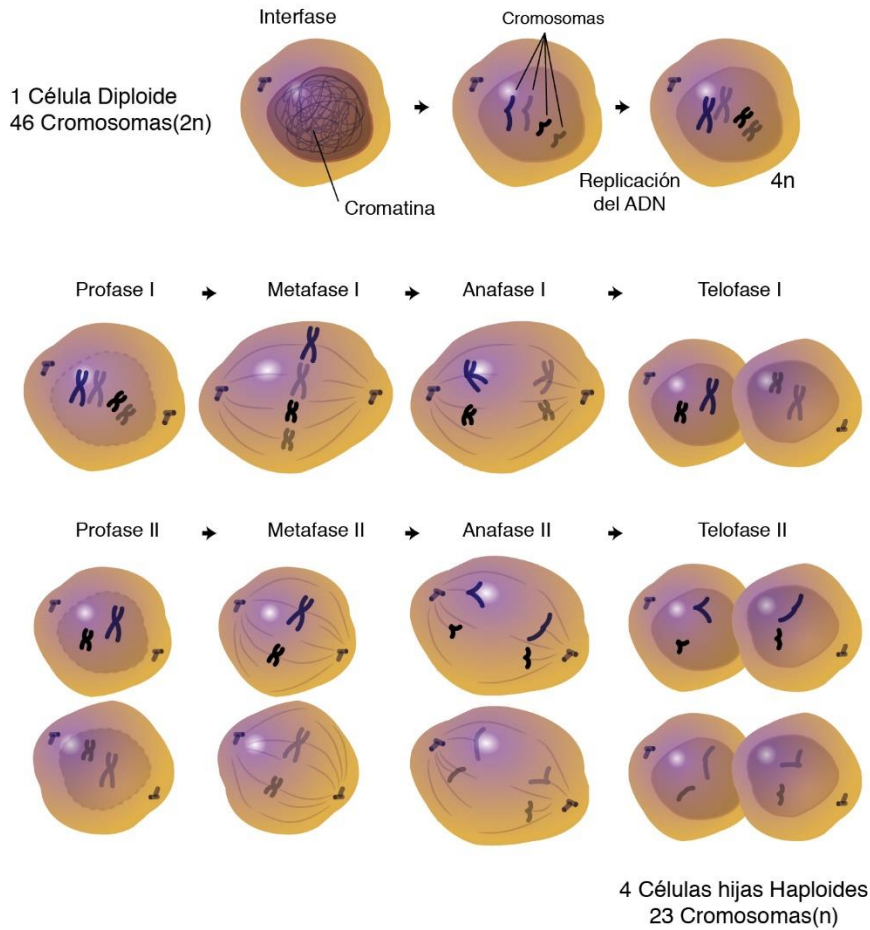 Interfase
Cromosomas
1 Célula Diploide
46 Cromosomas(2n)
Cromatina
Replicación
del ADN
4n
Profase I
Metafase I
Anafase I
Telofase I
Profase II
Metafase II
Anafase II
Telofase II
4 Células hijas Haploides
23 Cromosomas(n)